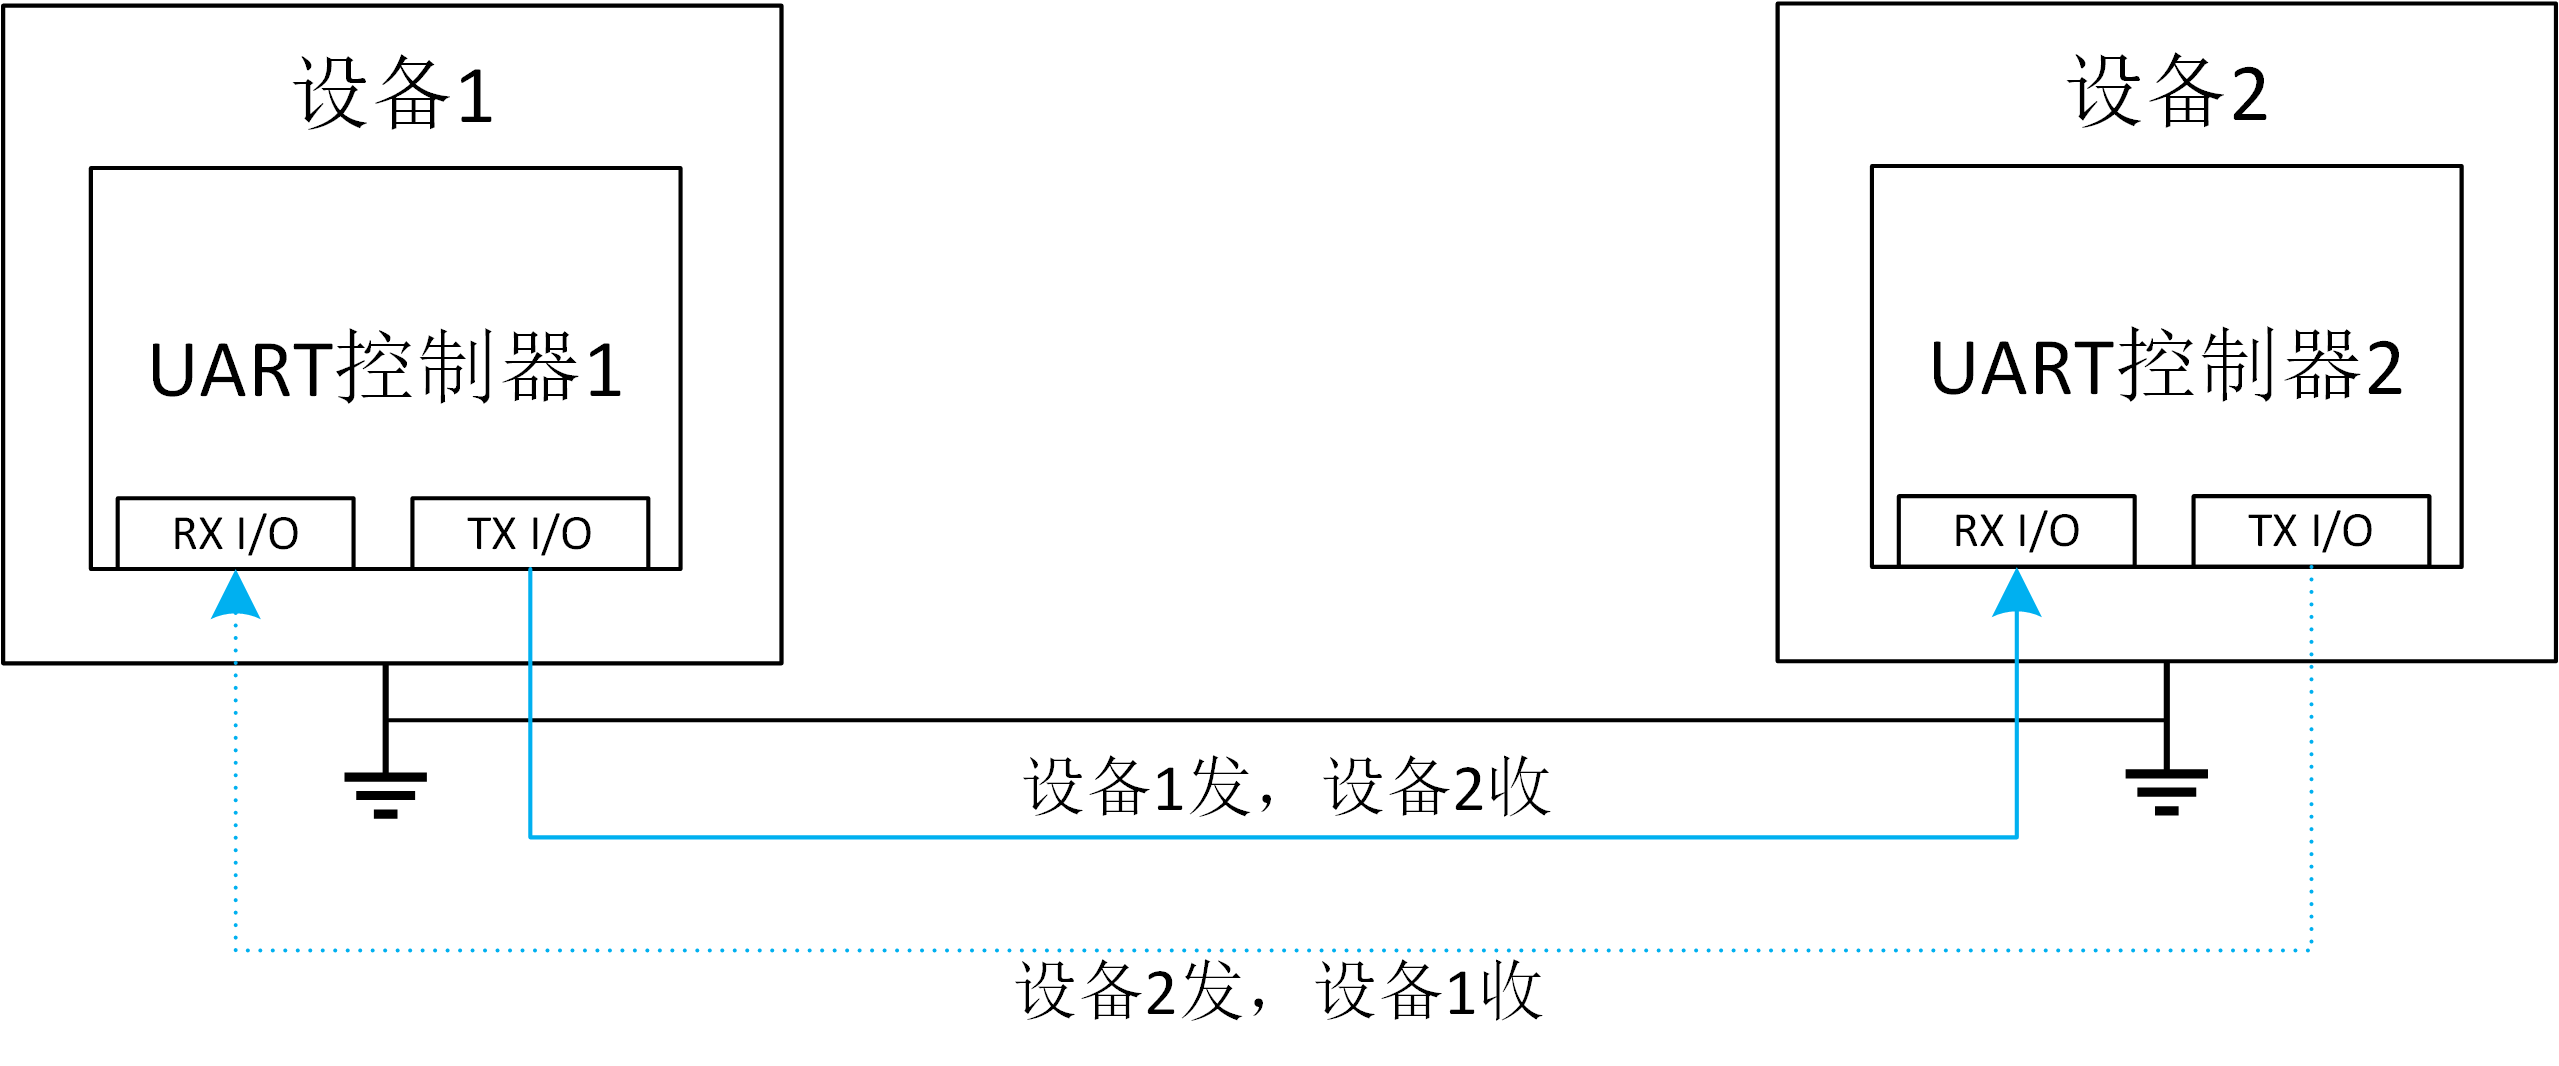 设备1
设备2
UART控制器1
UART控制器2
RX I/O
TX I/O
RX I/O
TX I/O
设备1发，设备2收
设备2发，设备1收